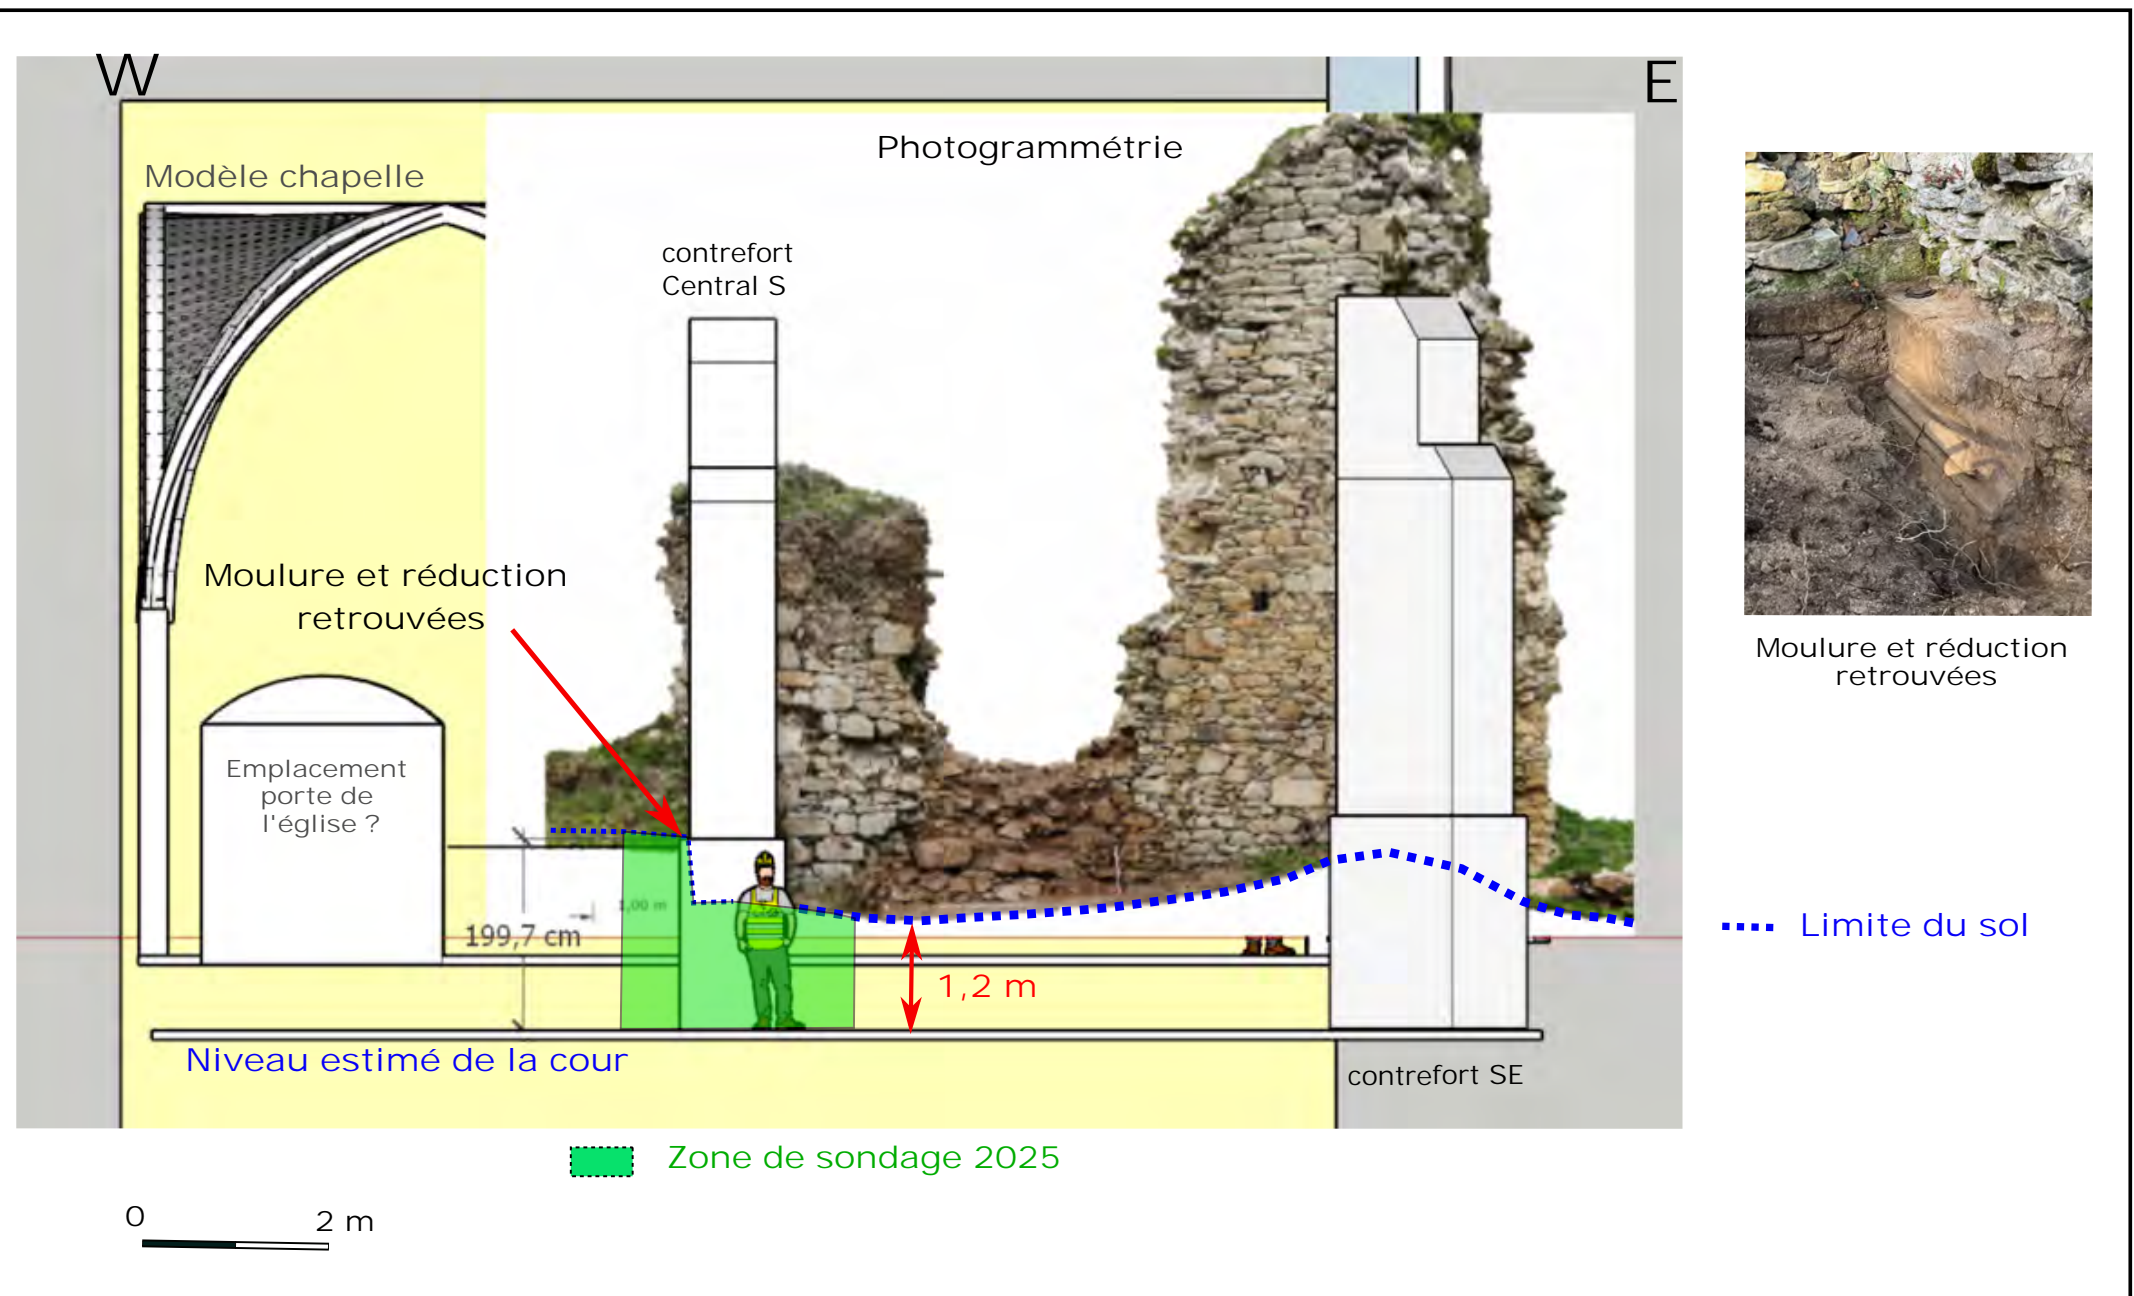 W
E
Photogrammétrie
Modèle chapelle
contrefort
Central S
Moulure et réduction
retrouvées
Moulure et réduction
retrouvées
Emplacement
porte de
l'église ?
1,00 m
199,7 cm
Limite du sol
1,2 m
Niveau estimé de la cour
contrefort SE
Zone de sondage 2025
0
2 m